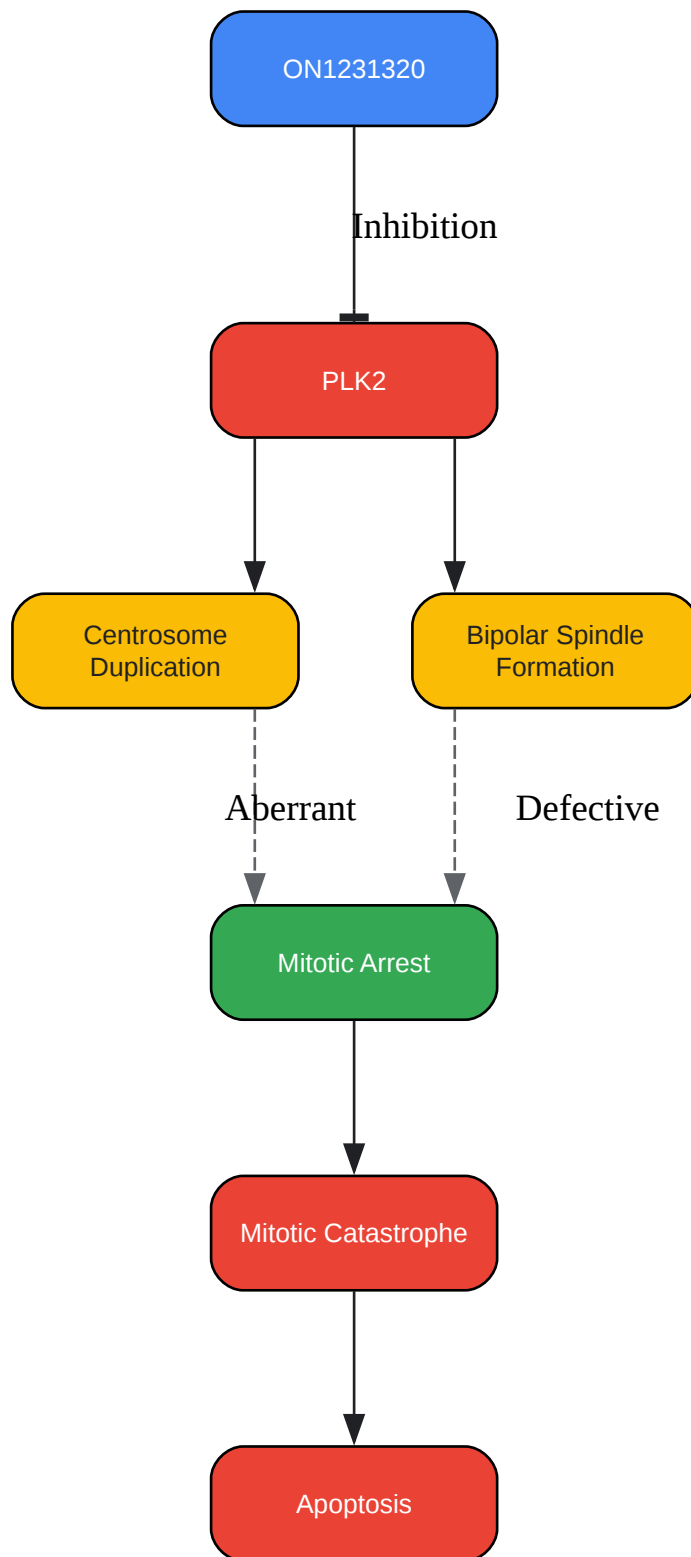 ON1231320
Inhibition
PLK2
Centrosome
Duplication
Bipolar Spindle
Formation
Aberrant
Defective
Mitotic Arrest
Mitotic Catastrophe
Apoptosis